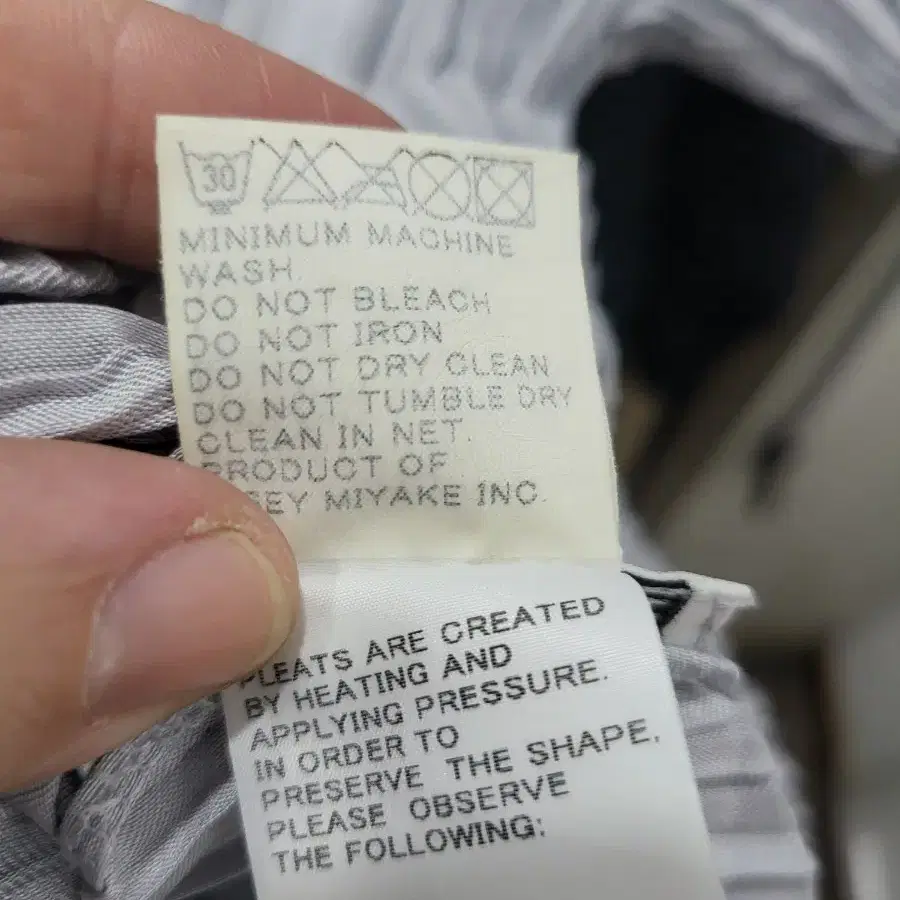 30
MINIMUM MACHINE
WASH.
DO NOT BLEACH
DO NOT IRON
DO NOT DRY CLEAN
DO NOT TUMBLE DRY
CLEAN IN NET.
PRODUCT OF
MIYAKE INC.
PLEATS ARE CREATED
BY HEATING AND
APPLYING PRESSURE.
IN ORDER TO
PRESERVE THE SHAPE,
PLEASE OBSERVE
THE FOLLOWING: